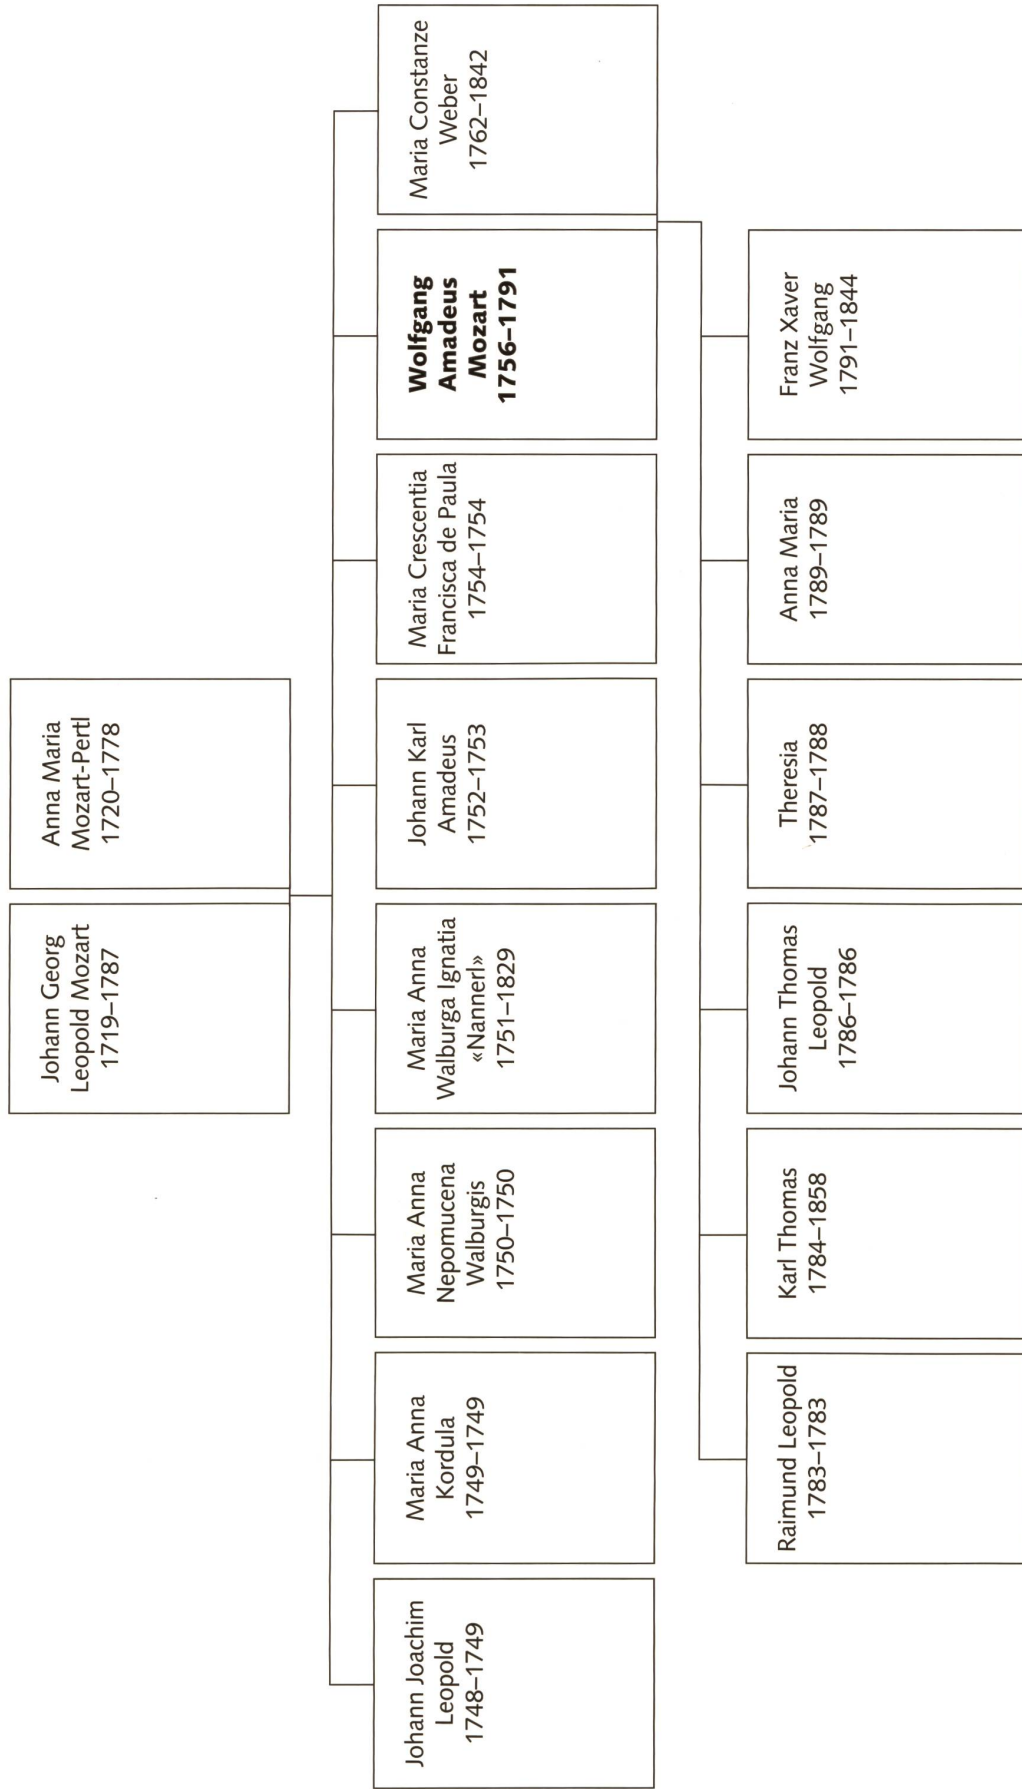 Johann Georg
Leopold Mozart
1719–1787
Anna Maria
Mozart-Pertl
1720–1778
Johann Joachim
Leopold
1748–1749
Maria Anna
Kordula
1749–1749
Maria Anna
Nepomucena
Walburgis
1750–1750
Maria Anna
Walburga Ignatia
«Nannerl»
1751–1829
Johann Karl
Amadeus
1752–1753
Maria Crescentia
Francisca de Paula
1754–1754
Wolfgang
Amadeus
Mozart
1756–1791
Maria Constanze
Weber
1762–1842
Raimund Leopold
1783–1783
Karl Thomas
1784–1858
Johann Thomas
Leopold
1786–1786
Theresia
1787–1788
Anna Maria
1789–1789
Franz Xaver
Wolfgang
1791–1844